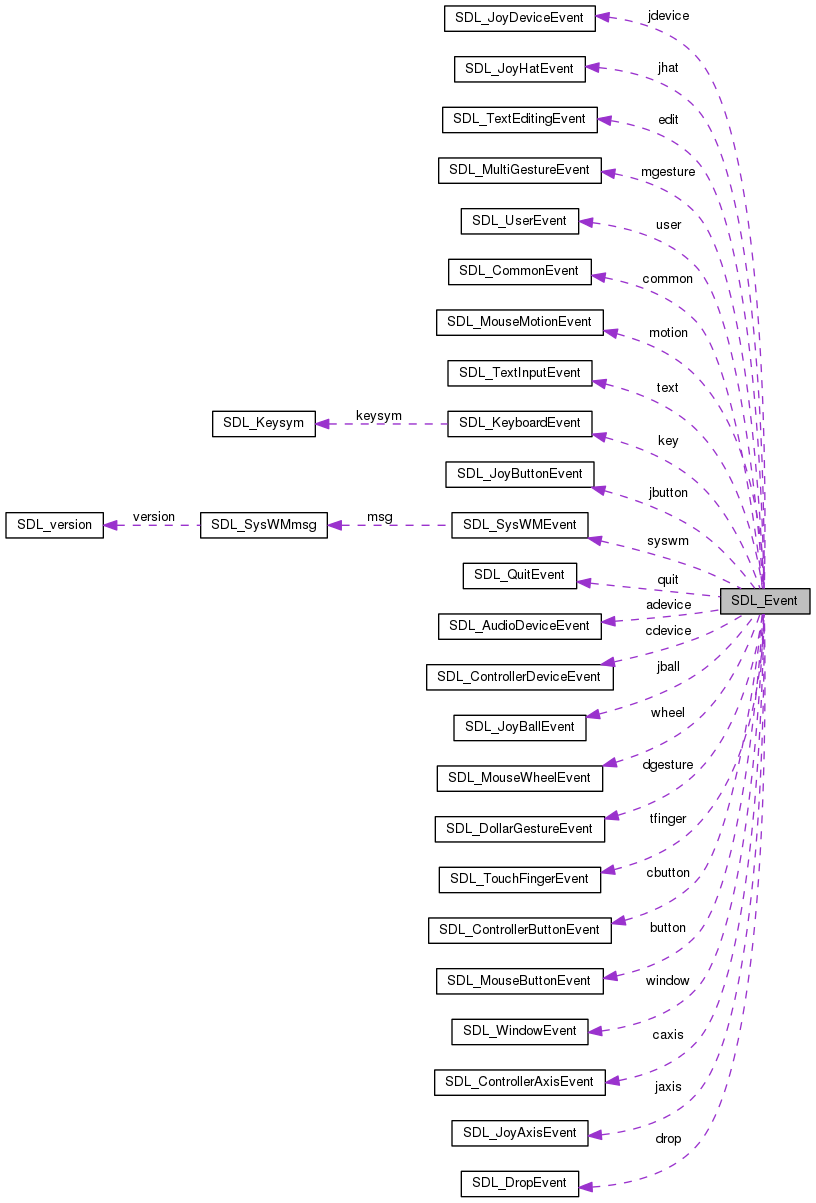 SDL_JoyDeviceEvent
jdevice
SDL_JoyHatEvent
jhat
SDL_TextEditingEvent
edit
SDL_MultiGestureEvent
mgesture
SDL_UserEvent
user
SDL_CommonEvent
common
SDL_MouseMotionEvent
motion
SDL_TextInputEvent
text
SDL_Keysym
keysym
SDL_KeyboardEvent
key
SDL_JoyButtonEvent
jbutton
SDL_version
version
SDL_SysWMmsg
msg
SDL_SysWMEvent
syswm
SDL_QuitEvent
quit
SDL_Event
SDL_AudioDeviceEvent
adevice
SDL_ControllerDeviceEvent
cdevice
SDL_JoyBallEvent
jball
SDL_MouseWheelEvent
wheel
SDL_DollarGestureEvent
dgesture
SDL_TouchFingerEvent
tfinger
SDL_ControllerButtonEvent
cbutton
SDL_MouseButtonEvent
button
SDL_WindowEvent
window
SDL_ControllerAxisEvent
caxis
SDL_JoyAxisEvent
jaxis
SDL_DropEvent
drop